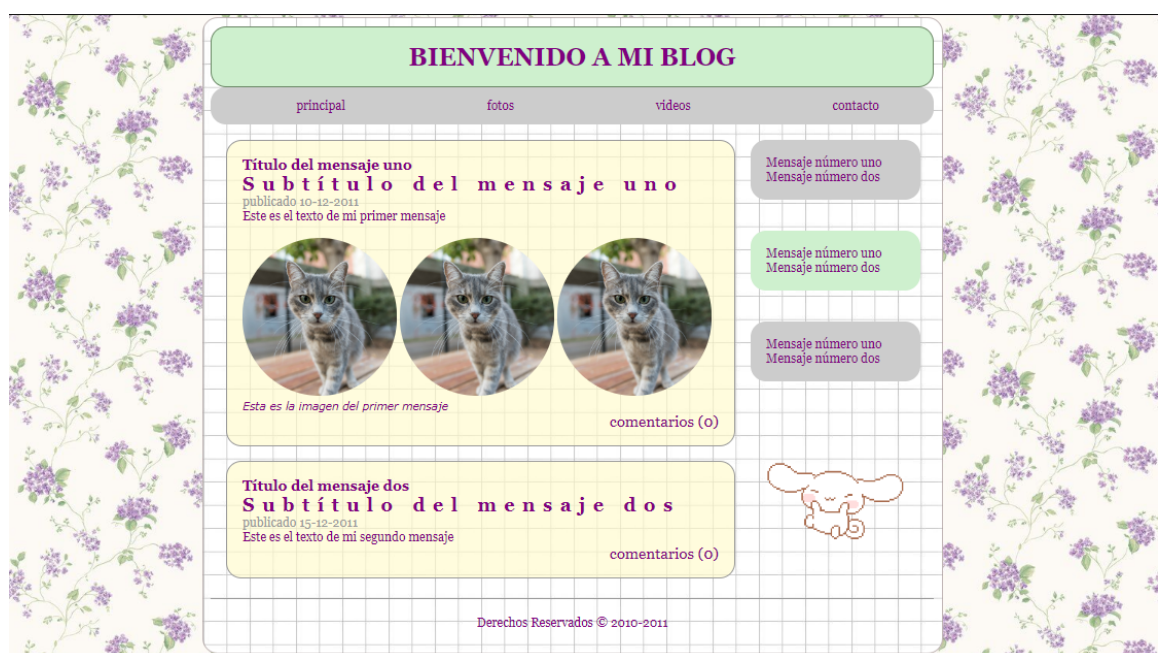 BIENVENIDO A MI BLOG
principal fotos videos contacto
Título del mensaje uno
Subtítulo del mensaje uno
publicado 10-12-2011
Este es el texto de mi primer mensaje
Esta es la imagen del primer mensaje
comentarios (0)
Título del mensaje dos
Subtítulo del mensaje dos
publicado 15-12-2011
Este es el texto de mi segundo mensaje
comentarios (0)
Mensaje número uno
Mensaje número dos
Mensaje número uno
Mensaje número dos
Mensaje número uno
Mensaje número dos
Derechos Reservados © 2010-2011